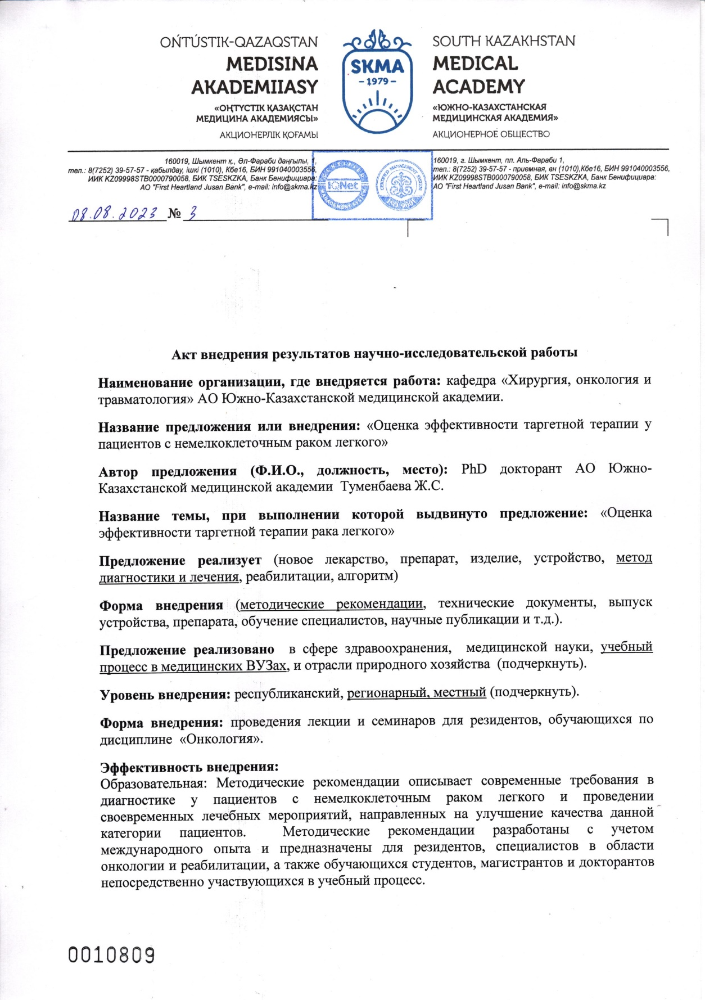 OŃTÚSTIK-QAZAQSTAN
MEDISINA
AKADEMIIASY
«ОҢТҮСТІК ҚАЗАҚСТАН
МЕДИЦИНА АКАДЕМИЯСЫ»
АКЦИОНЕРЛІК ҚОҒАМЫ
SKMA
-1979-
SOUTH KAZAKHSTAN
MEDICAL
ACADEMY
«ЮЖНО-КАЗАХСТАНСКАЯ
МЕДИЦИНСКАЯ АКАДЕМИЯ»
АКЦИОНЕРНОЕ ОБЩЕСТВО
160019, Шымкент қ., Әл-Фараби даңғылы, 1,
тел.: 8(7252) 39-57-57 - қабылдау, ішкі (1010), Кбе16, БИН 991040003556,
ИИК KZ09998STB0000790058, БИК TSESKZKA, Банк Бенифициара:
АО "First Heartland Jusan Bank", e-mail: info@skma.kz
CERTIFIED
IQNet
MANAGEMENT SYSTEM
CERTIFIED MANAGEMENT SYSTEM
ISO 9001
160019, г. Шымкент, пл. Аль-Фараби 1,
тел.: 8(7252) 39-57-57 - приемная, вн (1010),Кбе16, БИН 991040003556,
ИИК KZ09998STB0000790058, БИК TSESKZKA, Банк Бенифициара:
АО "First Heartland Jusan Bank", e-mail: info@skma.kz
08.08.2023 № 3
Акт внедрения результатов научно-исследовательской работы
Наименование организации, где внедряется работа: кафедра «Хирургия, онкология и
травматология» АО Южно-Казахстанской медицинской академии.
Название предложения или внедрения: «Оценка эффективности таргетной терапии у
пациентов с немелкоклеточным раком легкого»
Автор предложения (Ф.И.О., должность, место): PhD докторант АО Южно-
Казахстанской медицинской академии Туменбаева Ж.С.
Название темы, при выполнении которой выдвинуто предложение: «Оценка
эффективности таргетной терапии рака легкого»
Предложение реализует (новое лекарство, препарат, изделие, устройство, метод
диагностики и лечения, реабилитации, алгоритм)
Форма внедрения (методические рекомендации, технические документы, выпуск
устройства, препарата, обучение специалистов, научные публикации и т.д.).
Предложение реализовано в сфере здравоохранения, медицинской науки, учебный
процесс в медицинских ВУЗах, и отрасли природного хозяйства (подчеркнуть).
Уровень внедрения: республиканский, регионарный, местный (подчеркнуть).
Форма внедрения: проведения лекции и семинаров для резидентов, обучающихся по
дисциплине «Онкология».
Эффективность внедрения:
Образовательная: Методические рекомендации описывает современные требования в
диагностике у пациентов с немелкоклеточным раком легкого и проведении
своевременных лечебных мероприятий, направленных на улучшение качества данной
категории пациентов. Методические рекомендации разработаны с учетом
международного опыта и предназначены для резидентов, специалистов в области
онкологии и реабилитации, а также обучающихся студентов, магистрантов и докторантов
непосредственно участвующихся в учебный процесс.
0010809